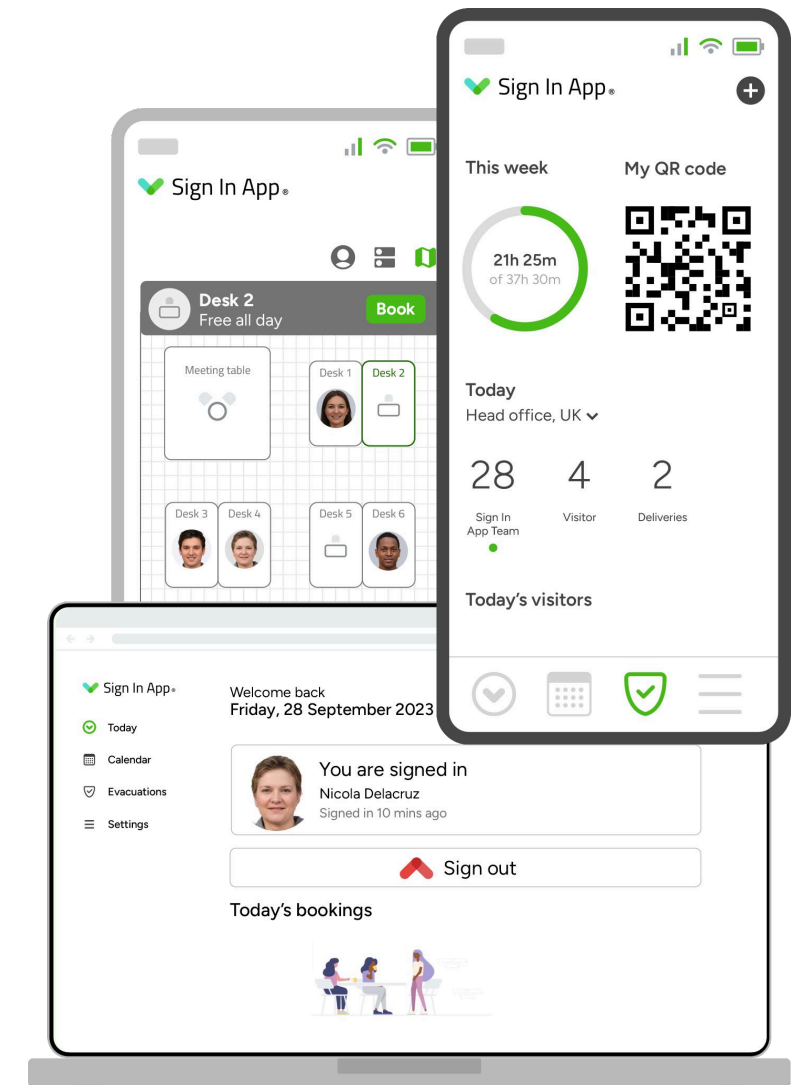 Sign In App®
This week
My QR code
21h 25m
of 37h 30m
Today
Head office, UK
28
4
2
Sign In
App Team
Visitor
Deliveries
Today's visitors
Sign In App®
Desk 2
Free all day
Book
Meeting table
Desk 1
Desk 2
Desk 3
Desk 4
Desk 5
Desk 6
Sign In App®
Today
Calendar
Evacuations
Settings
Welcome back
Friday, 28 September 2023
You are signed in
Nicola Delacruz
Signed in 10 mins ago
Sign out
Today's bookings